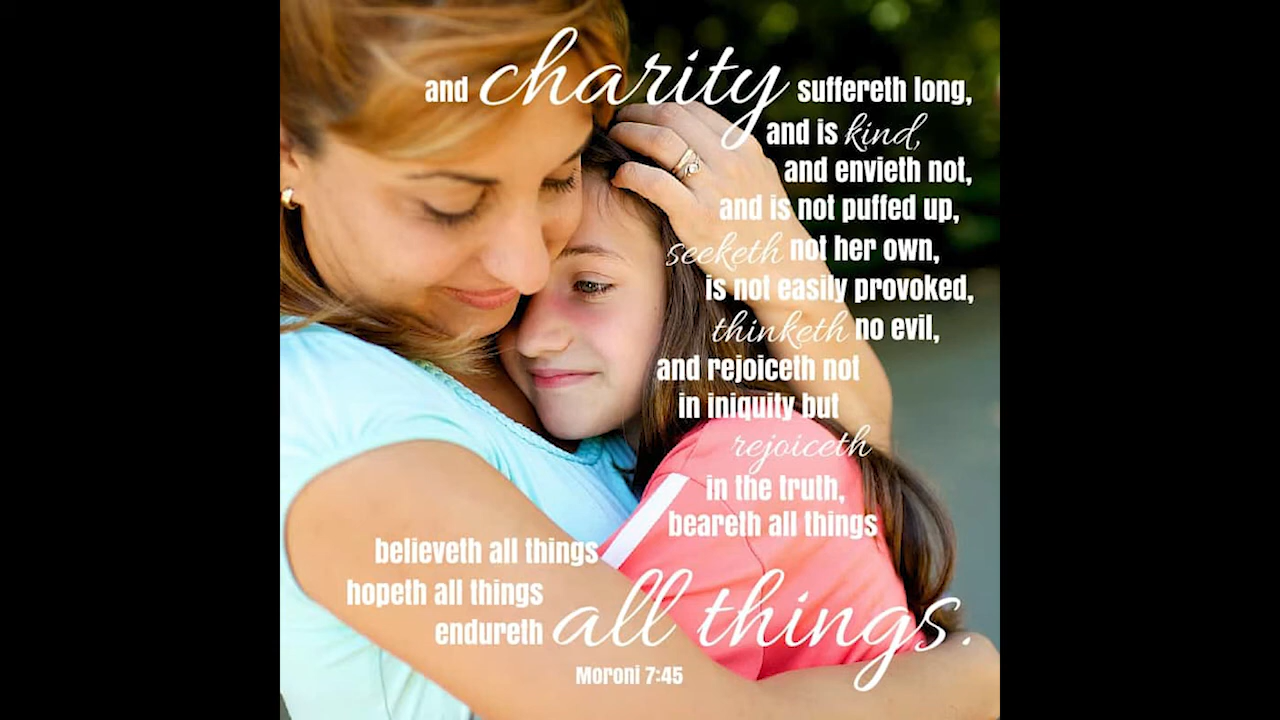 and charity suffereth long,
and is kind,
and envieth not,
and is not puffed up,
seeketh not her own,
is not easily provoked,
thinketh no evil,
and rejoiceth not
in iniquity but
rejoiceth
in the truth,
beareth all things
believeth all things
hopeth all things
endureth all things.
Moroni 7:45